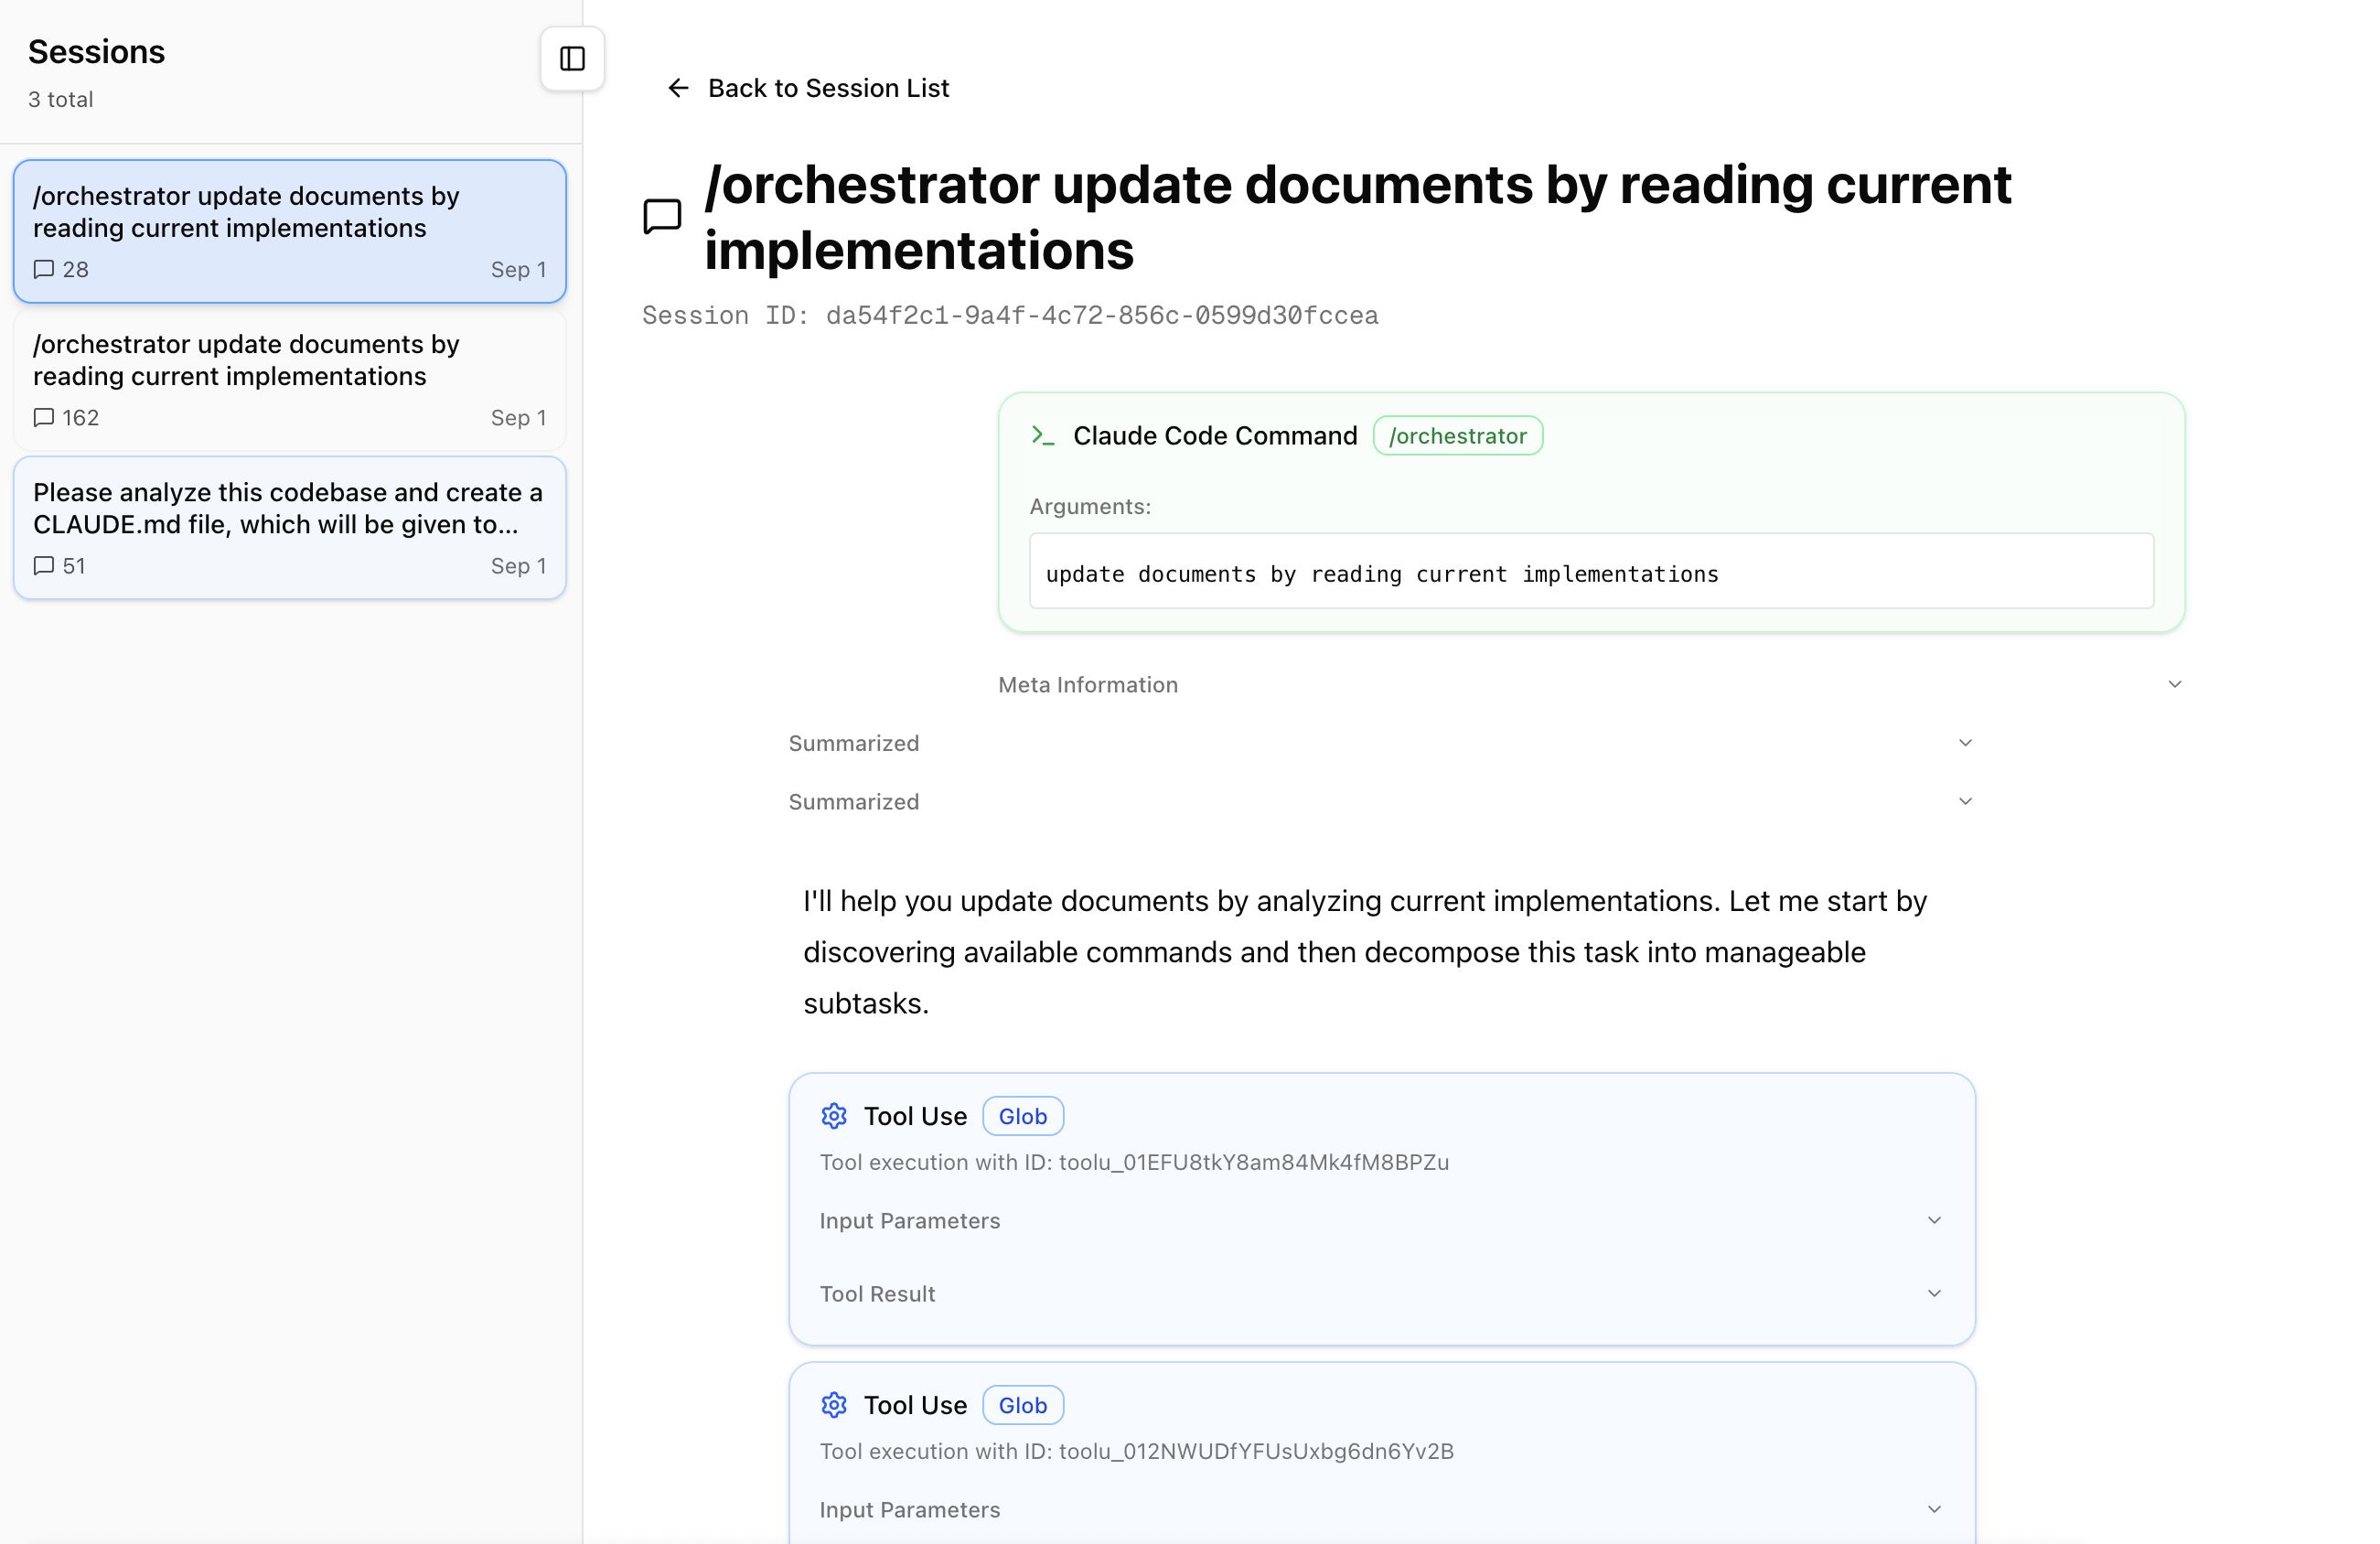 Sessions
3 total
/orchestrator update documents by
reading current implementations
28
Sep 1
/orchestrator update documents by
reading current implementations
162
Sep 1
Please analyze this codebase and create a
CLAUDE.md file, which will be given to...
51
Sep 1
Back to Session List
/orchestrator update documents by reading current
implementations
Session ID: da54f2c1-9a4f-4c72-856c-0599d30fccea
Claude Code Command /orchestrator
Arguments:
update documents by reading current implementations
Meta Information
Summarized
Summarized
I'll help you update documents by analyzing current implementations. Let me start by
discovering available commands and then decompose this task into manageable
subtasks.
Tool Use Glob
Tool execution with ID: toolu_01EFU8tkY8am84Mk4fM8BPZu
Input Parameters
Tool Result
Tool Use Glob
Tool execution with ID: toolu_012NWUDfYFUsUxbg6dn6Yv2B
Input Parameters